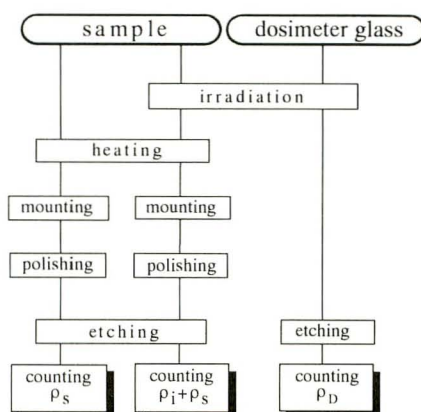 sample dosimeter glass
irradiation
heating
mounting mounting
polishing polishing
etching etching
counting counting counting
ρs ρi+ρs ρD